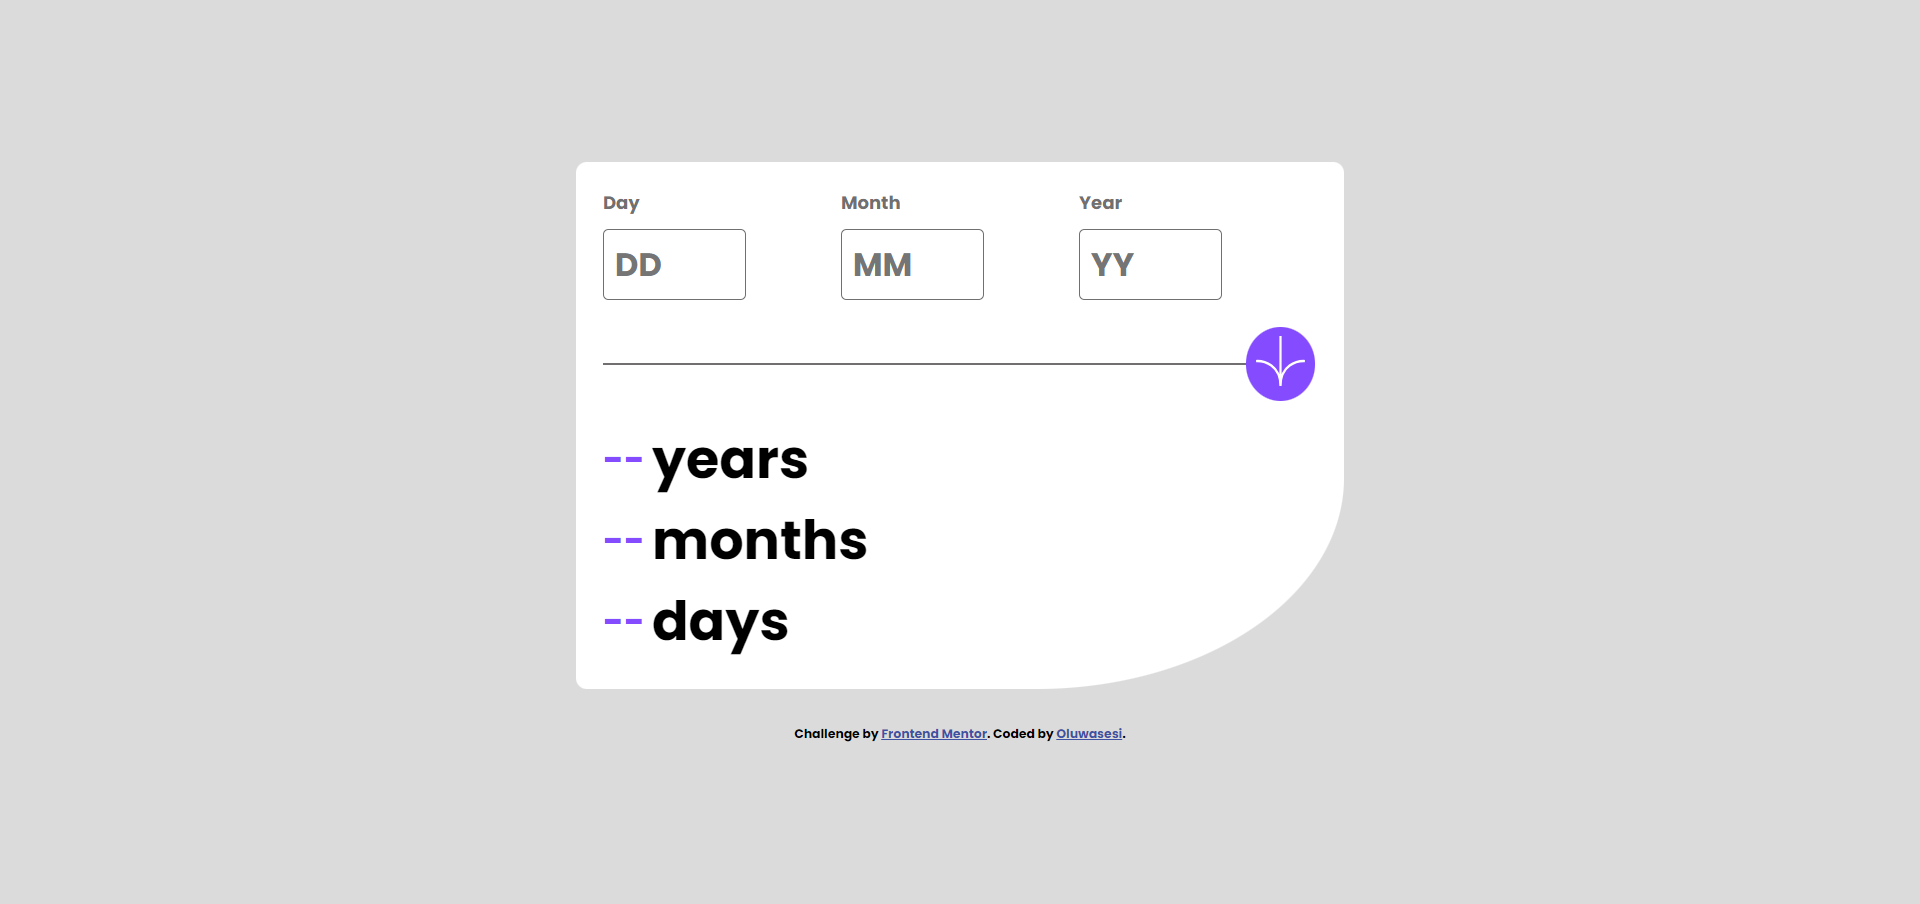 Day Month Year
DD MM YY
-- years
-- months
-- days
Challenge by Frontend Mentor. Coded by Oluwasesi.